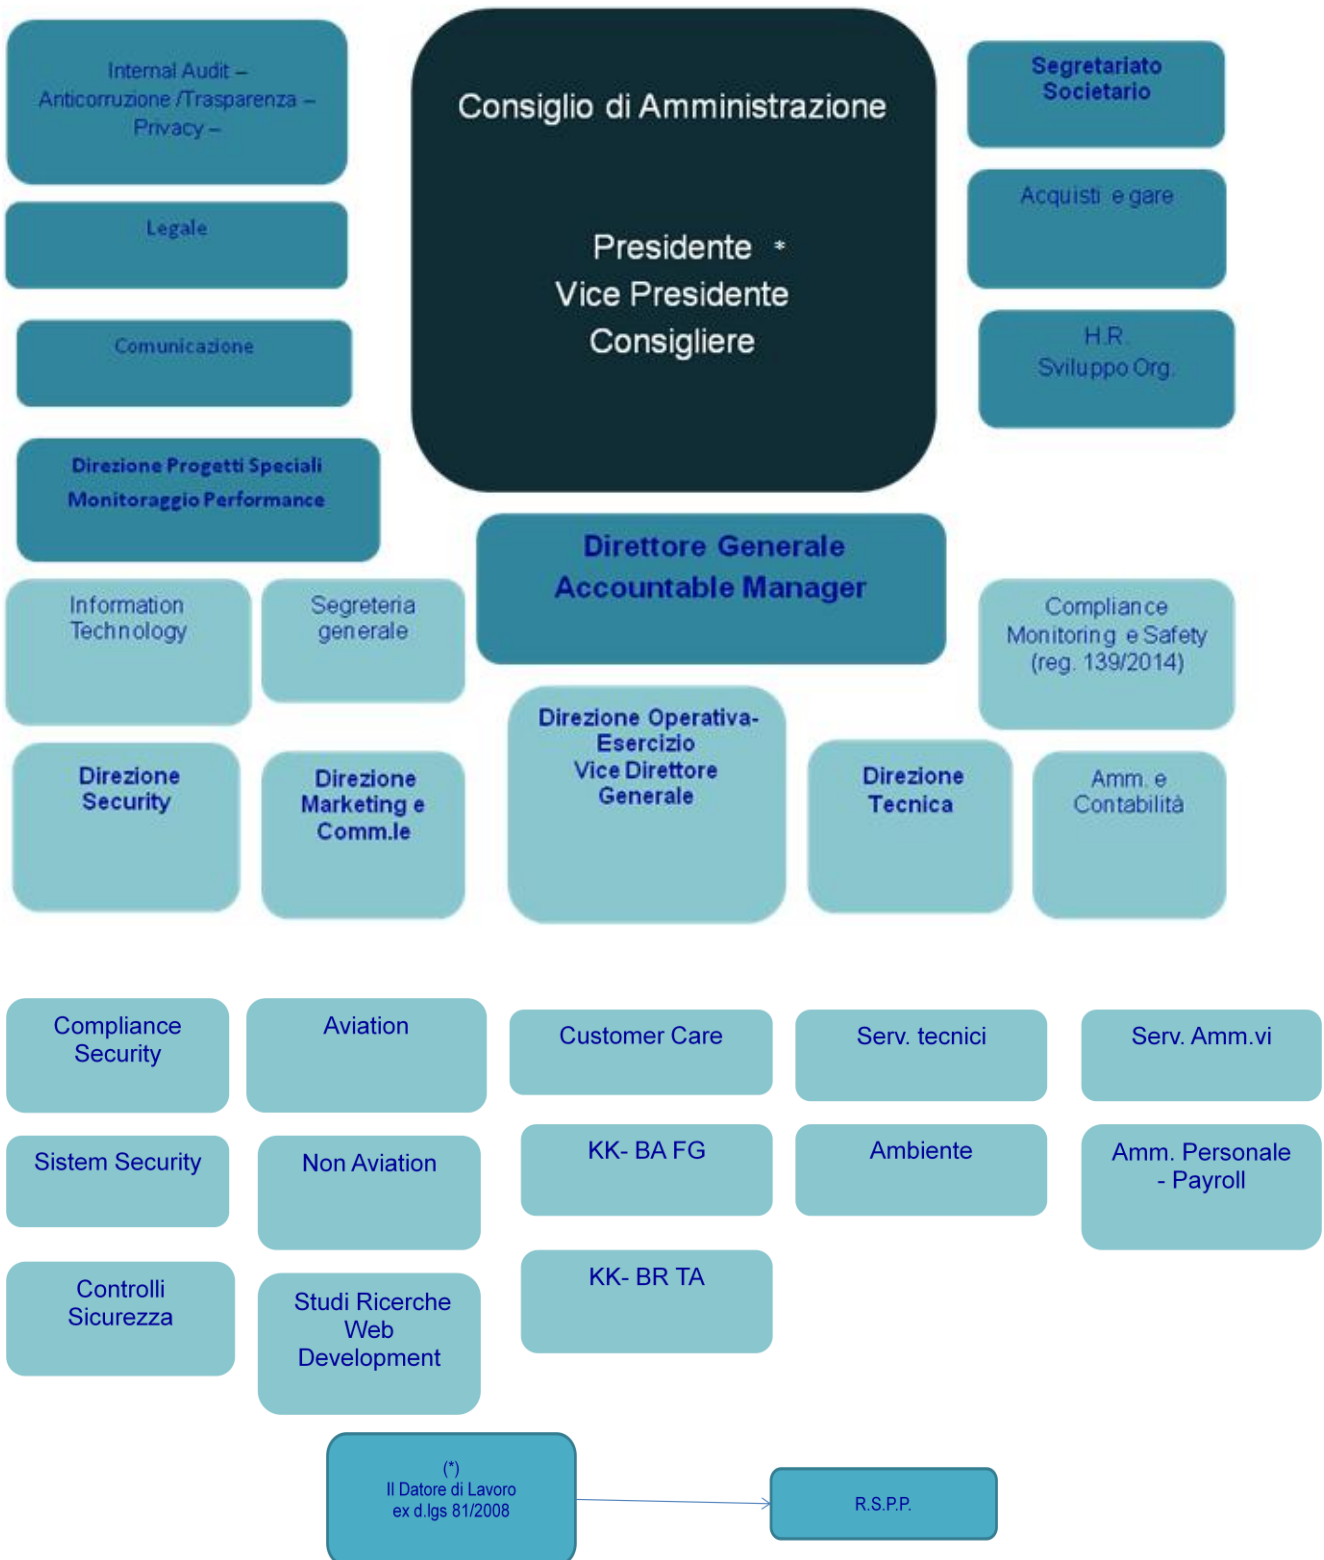 Internal Audit –
Anticorruzione /Trasparenza –
Privacy –
Legale
Comunicazione
Direzione Progetti Speciali
Monitoraggio Performance
Consiglio di Amministrazione
Presidente *
Vice Presidente
Consigliere
Segretariato
Societario
Acquisti e gare
H.R.
Sviluppo Org.
Direttore Generale
Accountable Manager
Information
Technology
Segreteria
generale
Compliance
Monitoring e Safety
(reg. 139/2014)
Direzione
Security
Direzione
Marketing e
Comm.le
Direzione Operativa-
Esercizio
Vice Direttore
Generale
Direzione
Tecnica
Amm. e
Contabilità
Compliance
Security
Aviation
Customer Care
Serv. tecnici
Serv. Amm.vi
Sistem Security
Non Aviation
KK- BA FG
Ambiente
Amm. Personale
- Payroll
Controlli
Sicurezza
Studi Ricerche
Web
Development
KK- BR TA
(*)
Il Datore di Lavoro
ex d.lgs 81/2008
R.S.P.P.